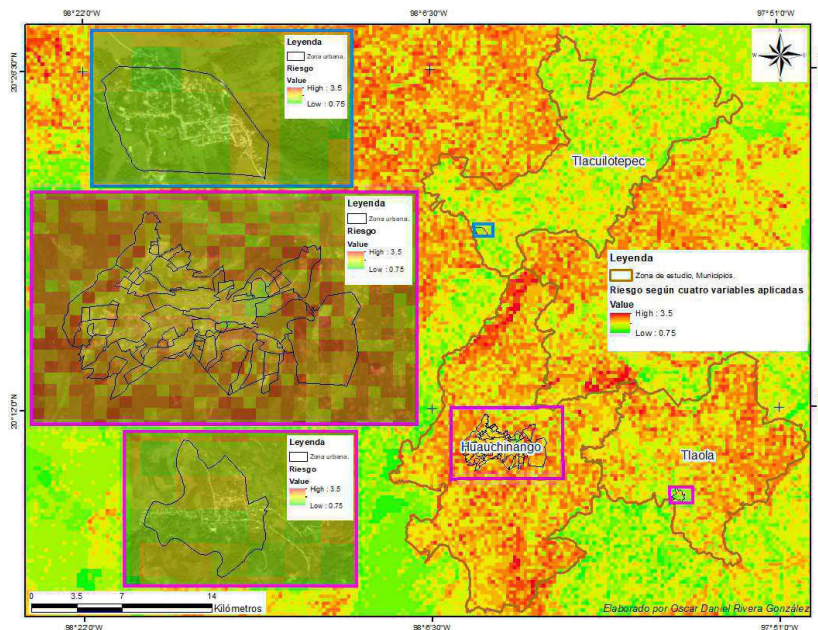 98°22'0"W
98°6'30"W
97°51'0"W
20°26'30"N
Leyenda
Zona urbana.
Riesgo
Value
High : 3.5
Low : 0.75
N
Tlacuilotepec
20°12'0"N
Leyenda
Zona urbana.
Riesgo
Value
High : 3.5
Low : 0.75
Leyenda
Zona de estudio, Municipios.
Riesgo según cuatro variables aplicadas
Value
High : 3.5
Low : 0.75
Huauchinango
Tlaola
Leyenda
Zona urbana.
Riesgo
Value
High : 3.5
Low : 0.75
0 3.5 7 14
Kilómetros
Elaborado por Oscar Daniel Rivera González
98°22'0"W
98°6'30"W
97°51'0"W